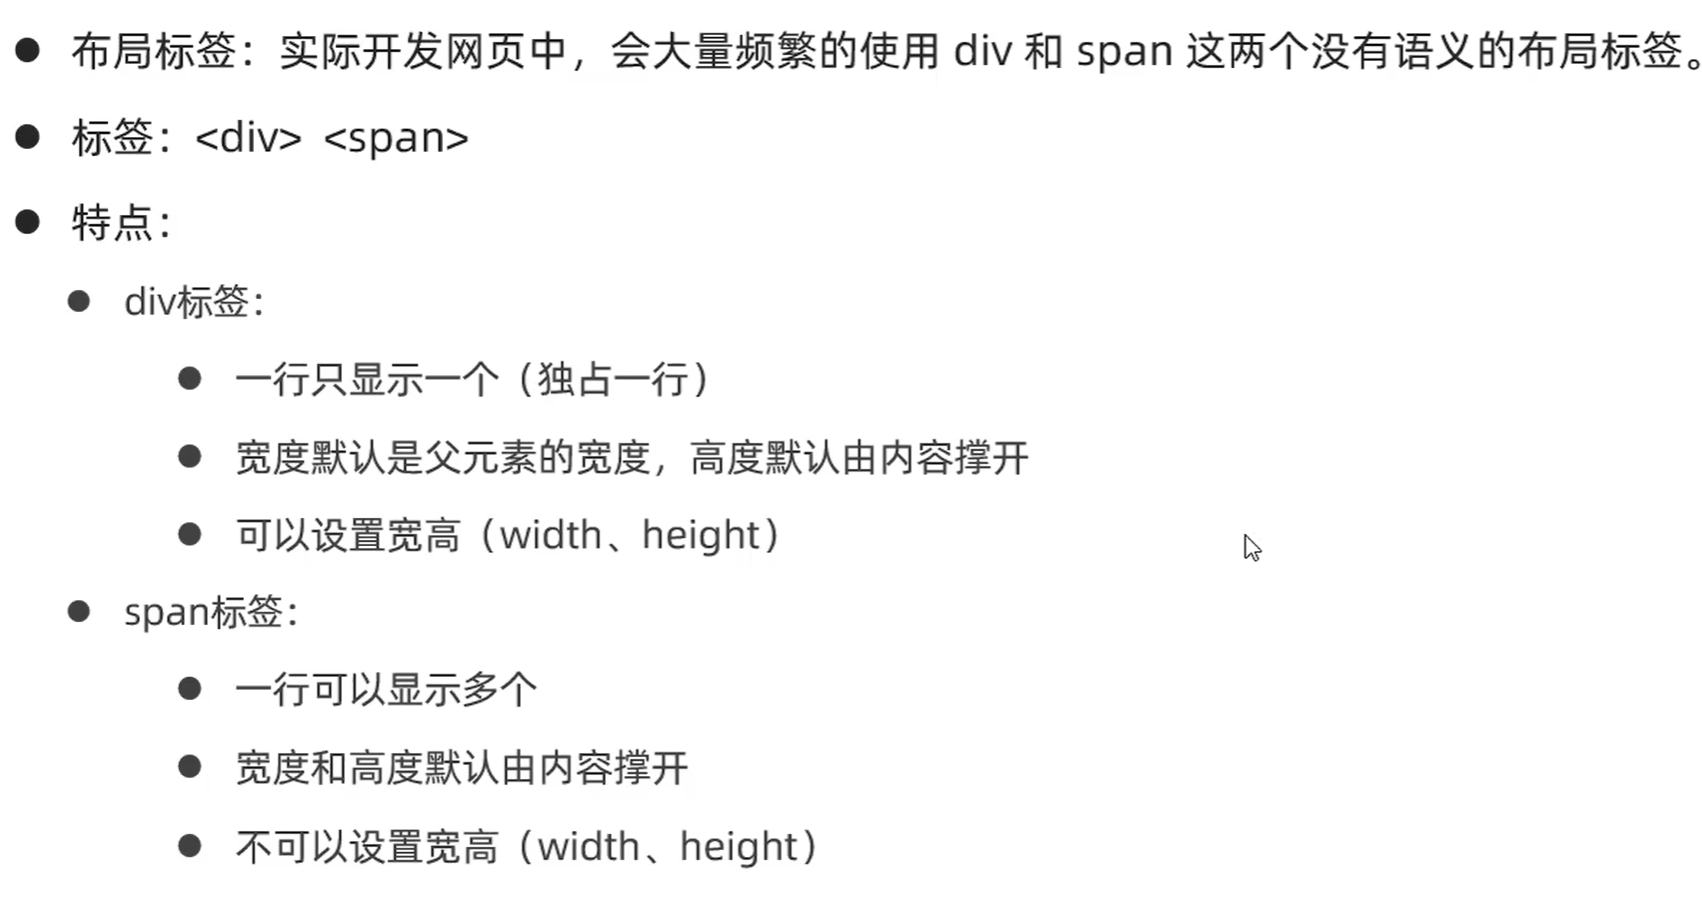 布局标签：实际开发网页中，会大量频繁的使用 div 和 span 这两个没有语义的布局标签。
标签：<div> <span>
特点：
div标签：
一行只显示一个（独占一行）
宽度默认是父元素的宽度，高度默认由内容撑开
可以设置宽高（width、height）
span标签：
一行可以显示多个
宽度和高度默认由内容撑开
不可以设置宽高（width、height）